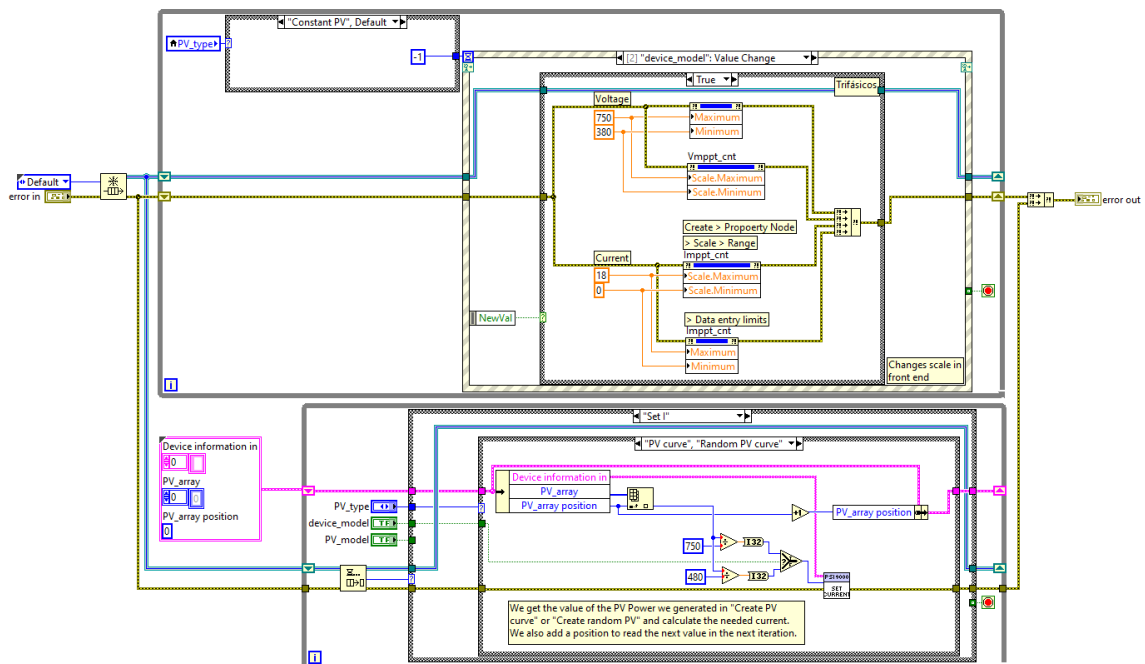 "Constant PV", Default
PV_type
-1
[2] "device_model": Value Change
True
Trifásicos
Voltage
750
380
Maximum
Minimum
Vmppt_cnt
Scale.Maximum
Scale.Minimum
Default
error in
error out
Create > Propoerty Node
> Scale > Range
Imppt_cnt
Current
18
0
Scale.Maximum
Scale.Minimum
NewVal
> Data entry limits
Imppt_cnt
Maximum
Minimum
Changes scale in
front end
i
"Set I"
"PV curve", "Random PV curve"
Device information in
0
PV_array
0
0
PV_array position
0
Device information in
PV_array
PV_array position
PV_type
device_model
TF
PV_model
TF
+1
PV_array position
750
I32
480
I32
PSI9000
SET
CURRENT
We get the value of the PV Power we generated in "Create PV
curve" or "Create random PV" and calculate the needed current.
We also add a position to read the next value in the next iteration.
i